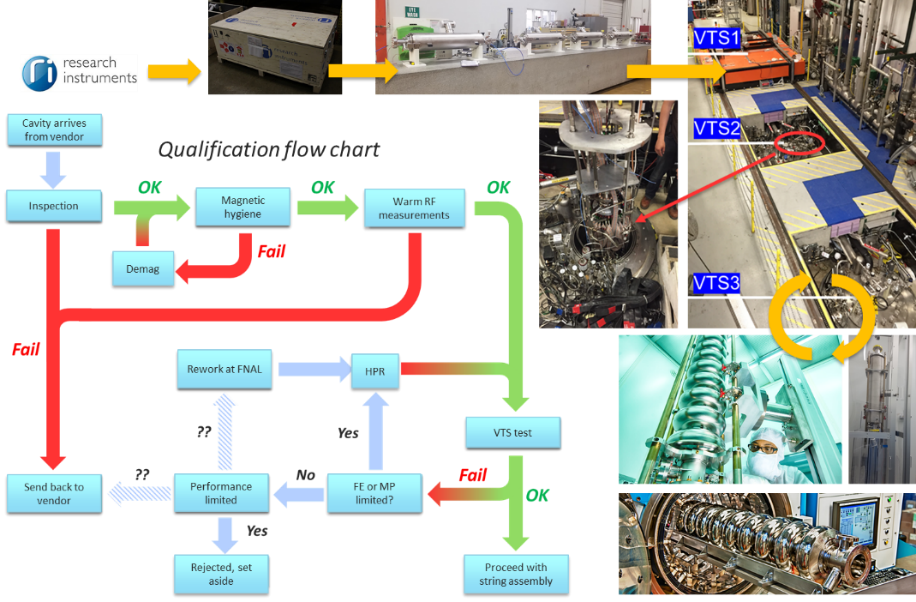 research
instruments
EYE
WASH
VTS1
VTS2
VTS3
Cavity arrives
from vendor
Qualification flow chart
Inspection
OK
Magnetic
hygiene
OK
Warm RF
measurements
OK
Demag
Fail
Fail
Rework at FNAL
HPR
??
Yes
VTS test
??
Send back to
vendor
Performance
limited
No
FE or MP
limited?
Fail
OK
Yes
Rejected, set
aside
Proceed with
string assembly